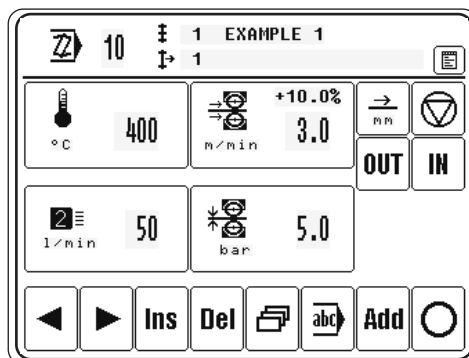 10
1 EXAMPLE 1
1
°C 400
m/min +10.0% 3.0
mm
OUT IN
2 l/min 50
bar 5.0
Ins Del abc Add